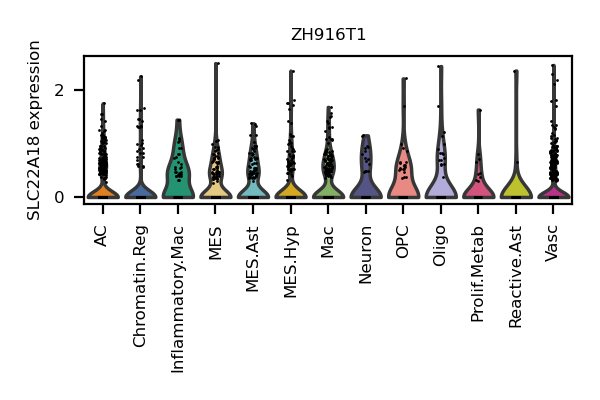 ZH916T1
SLC22A18 expression
2
0
AC
Chromatin.Reg
Inflammatory.Mac
MES
MES.Ast
MES.Hyp
Mac
Neuron
OPC
Oligo
Prolif.Metab
Reactive.Ast
Vasc